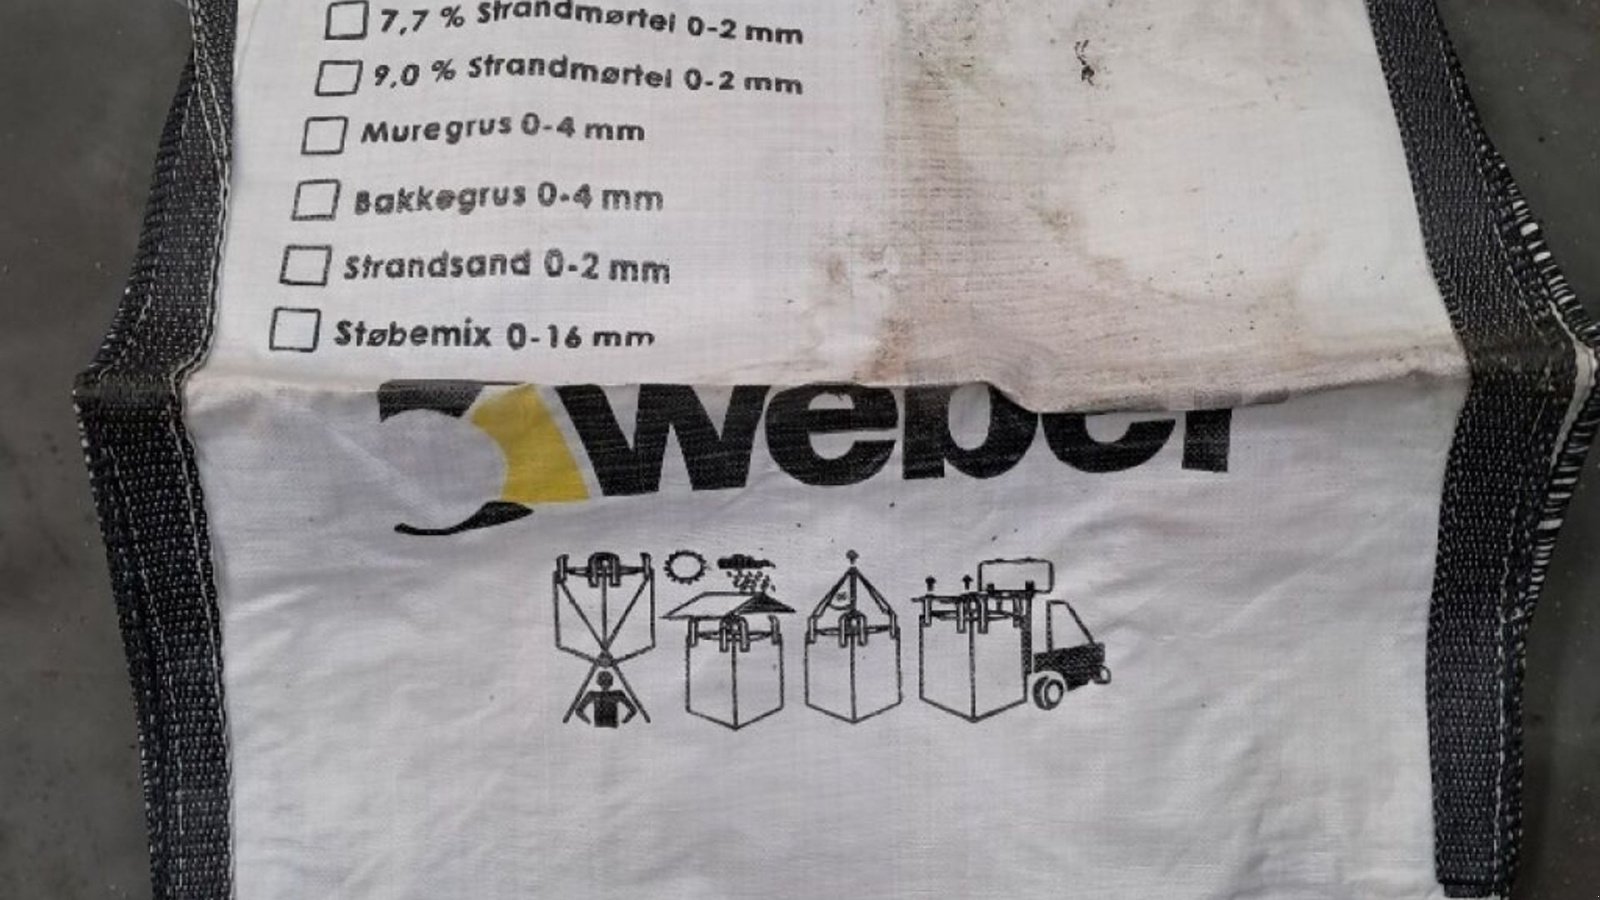 7,7 % Strandmørtel 0-2 mm
9,0 % Strandmørtel 0-2 mm
Muregrus 0-4 mm
Bakkegrus 0-4 mm
Strandsand 0-2 mm
Støbemix 0-16 mm
weber